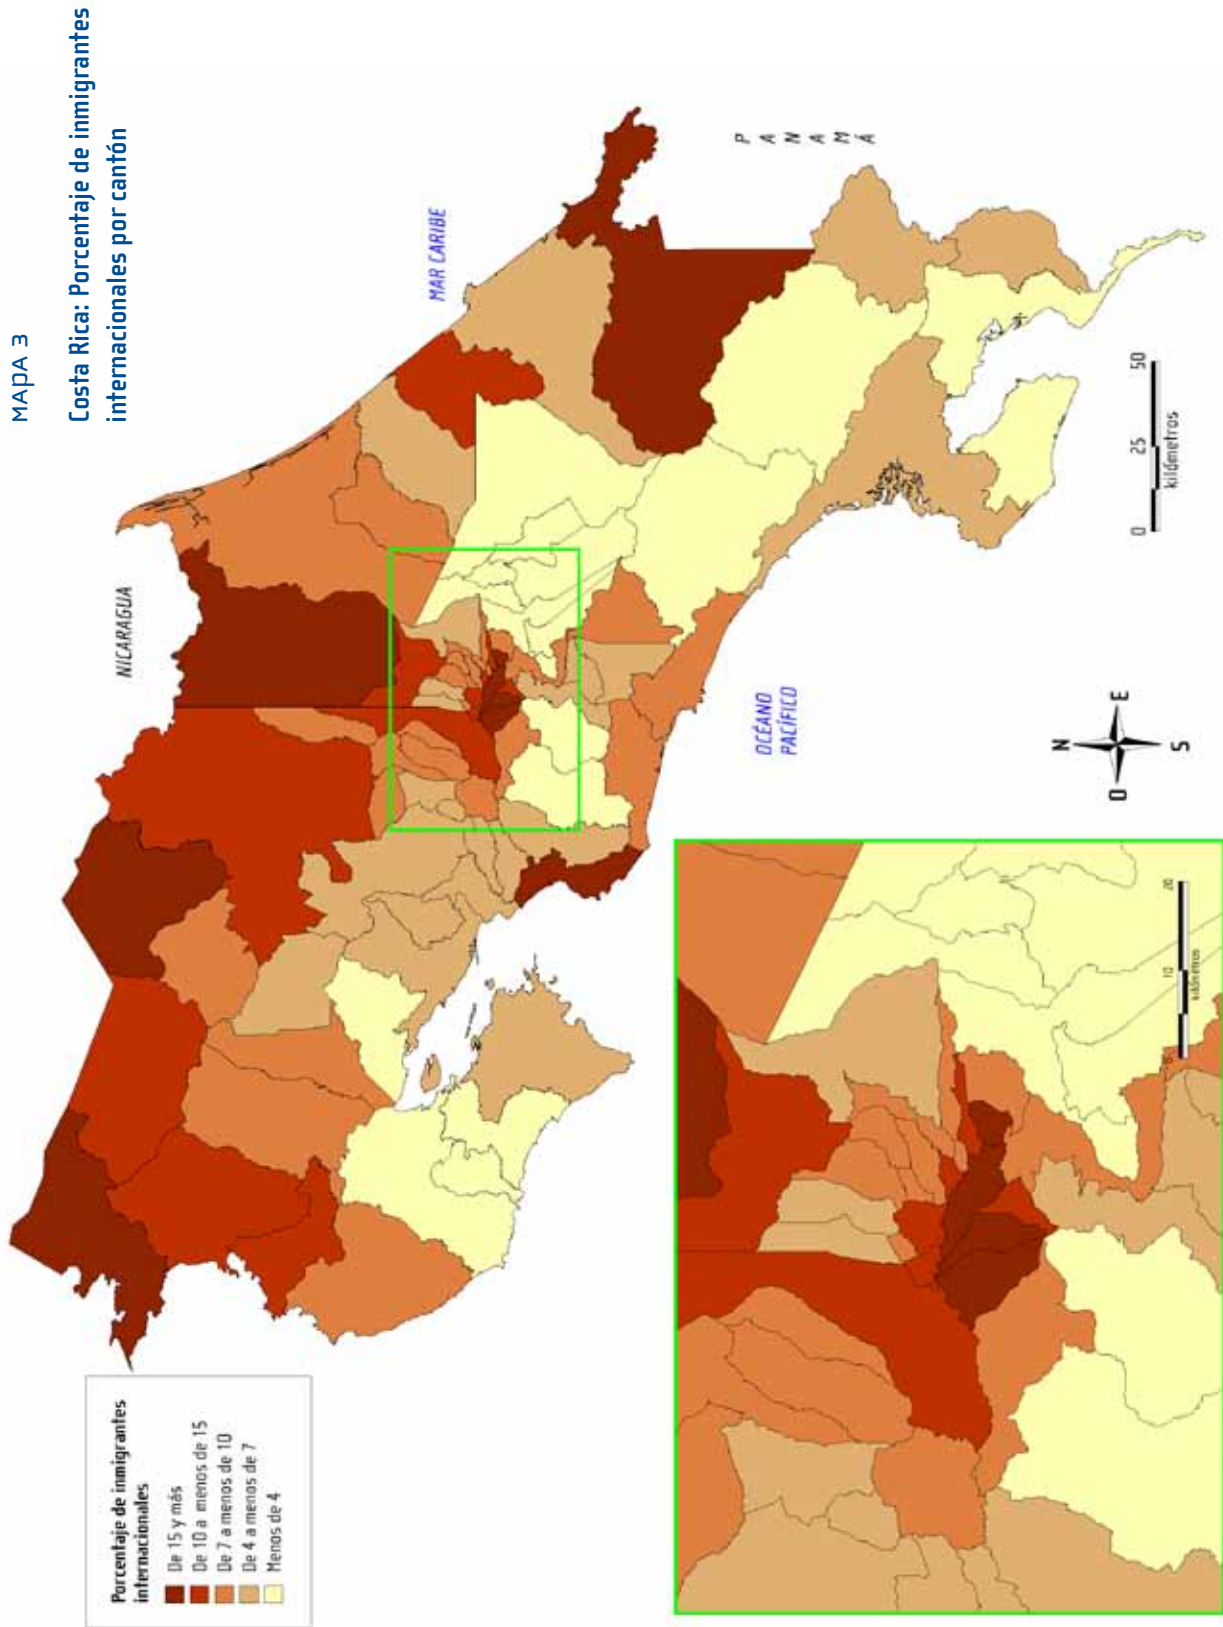 MAPA 3
Costa Rica: Porcentaje de inmigrantes
internacionales por cantón
NICARAGUA
MAR CARIBE
P
A
N
A
M
Á
OCÉANO
PACÍFICO
N
O
E
S
0 25 50
kilómetros
Porcentaje de inmigrantes
internacionales
De 15 y más
De 10 a menos de 15
De 7 a menos de 10
De 4 a menos de 7
Menos de 4
0 10 20
kilómetros